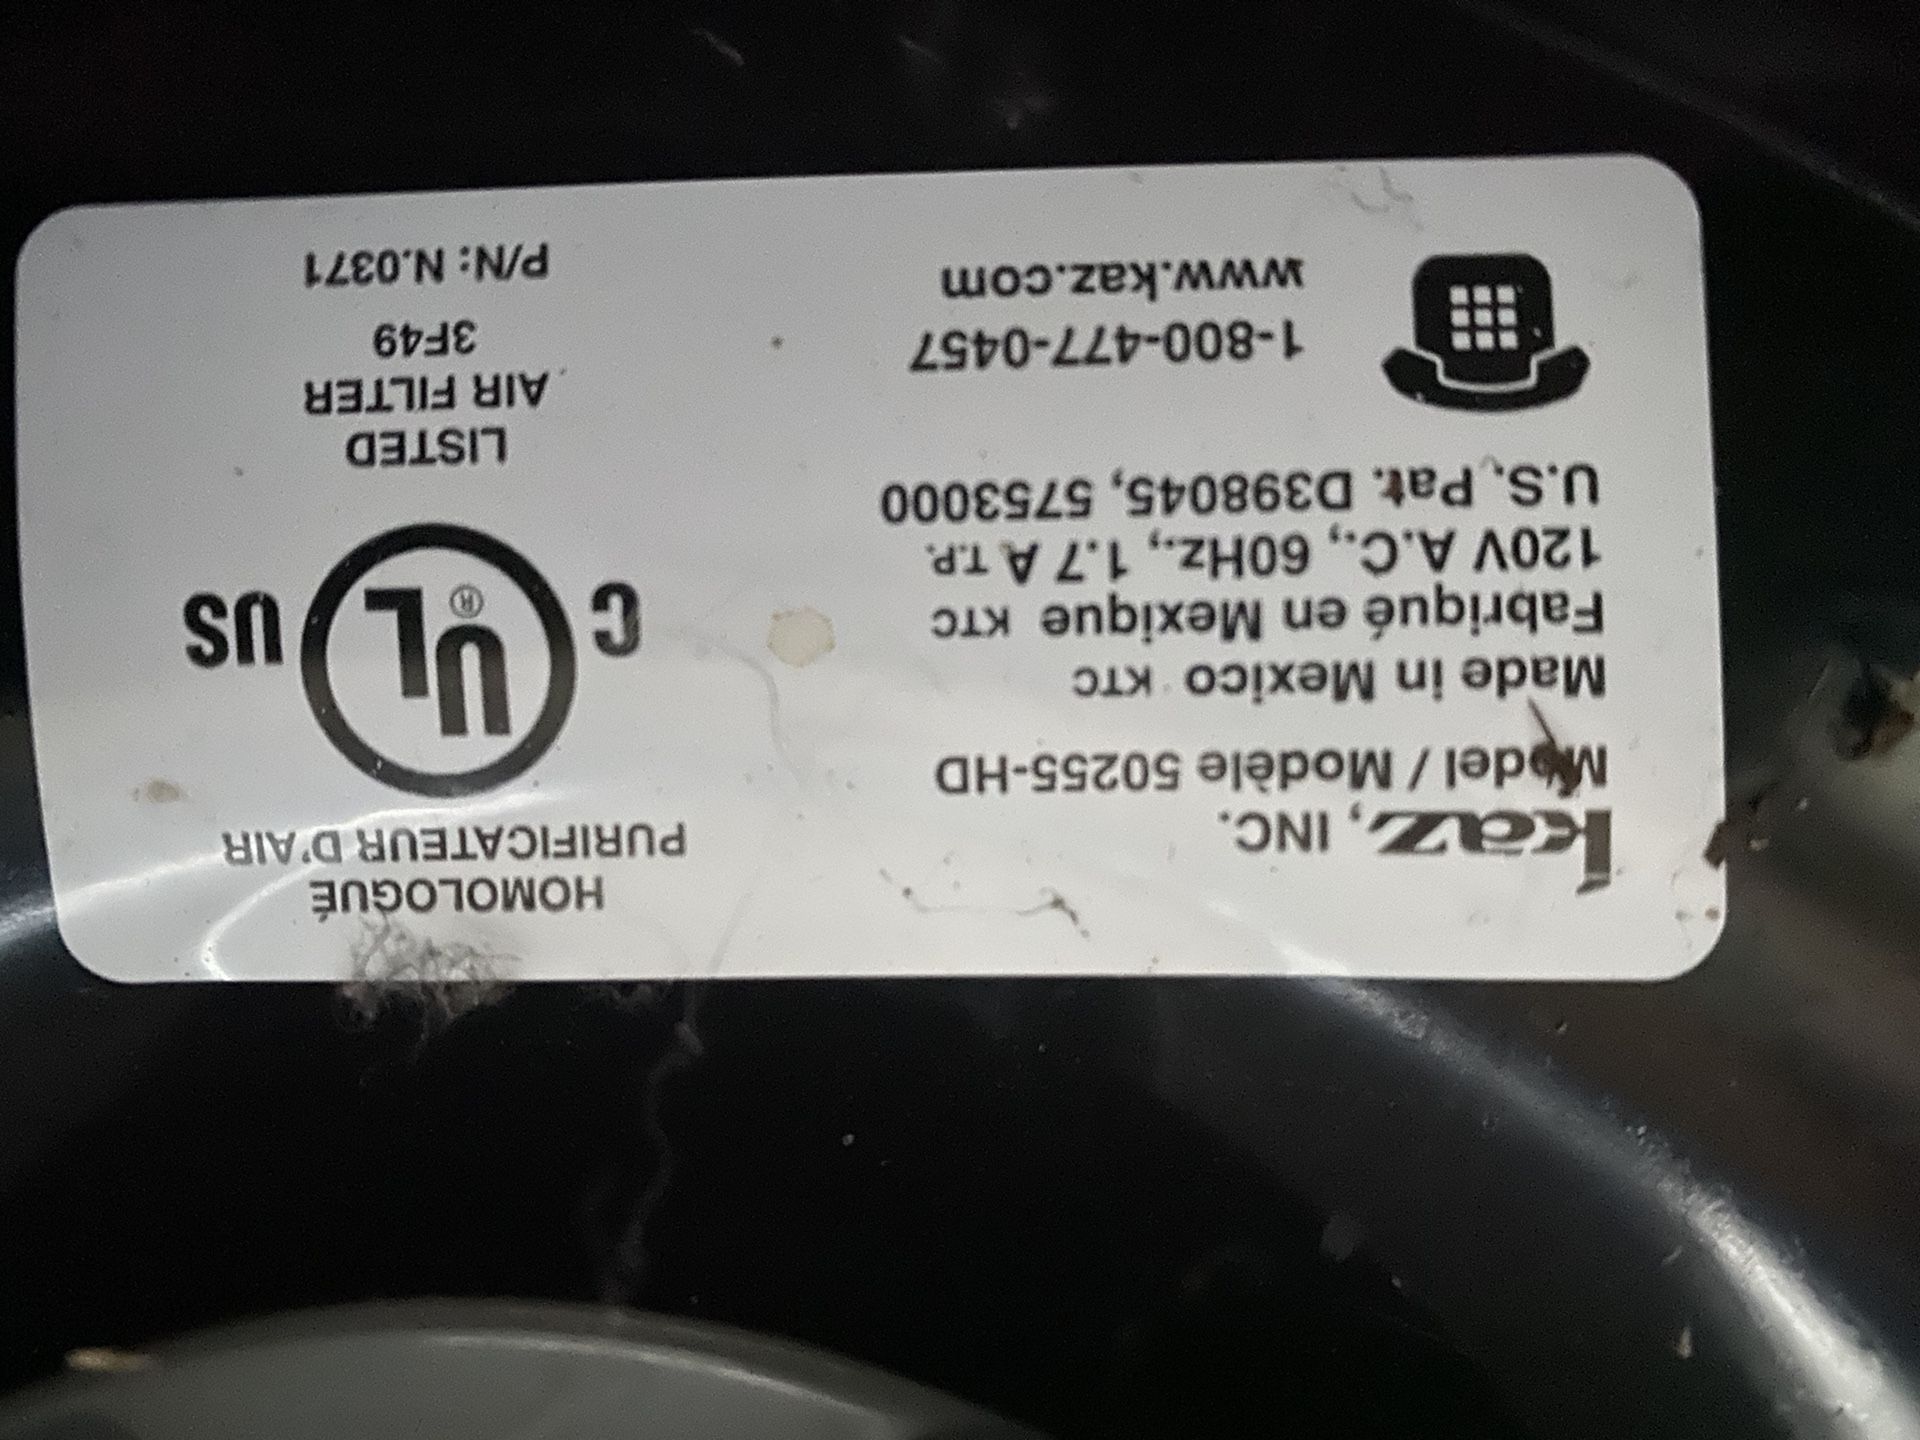 kaz, INC.
Model / Modèle 50255-HD
Made in Mexico KTC
Fabriqué en Mexique KTC
120V A.C., 60Hz., 1.7 A T.P.
U.S. Pat. D398045, 5753000
1-800-477-0457
www.kaz.com
HOMOLOGUÉ
PURIFICATEUR D'AIR
C UL ® US
LISTED
AIR FILTER
3F49
P/N: N.0371